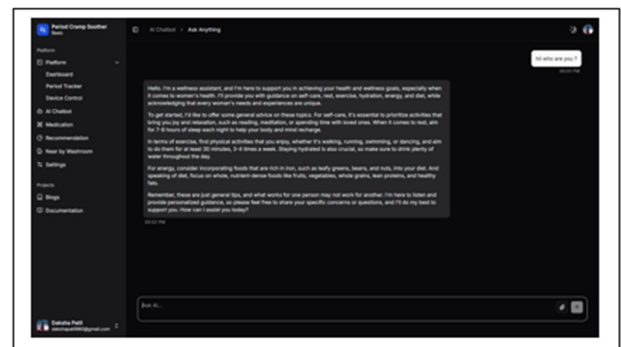 Period Cramp Soother
Basic
AI Chatbot > Ask Anything
Platform
Platform
Dashboard
Period Tracker
Device Control
AI Chatbot
Medication
Recommendation
Near by Washroom
Settings
Projects
Blogs
Documentation
hi who are you ?
Hello. I'm a wellness assistant, and I'm here to support you in achieving your health and wellness goals, especially when
it comes to women's health. I'll provide you with guidance on self-care, rest, exercise, hydration, energy, and diet, while
acknowledging that every woman's needs and experiences are unique.
To get started, I'd like to offer some general advice on these topics. For self-care, it's essential to prioritize activities that
bring you joy and relaxation, such as reading, meditation, or spending time with loved ones. When it comes to rest, aim
for 7-8 hours of sleep each night to help your body and mind recharge.
In terms of exercise, find physical activities that you enjoy, whether it's walking, running, swimming, or dancing, and aim
to do them for at least 30 minutes, 3-4 times a week. Staying hydrated is also crucial, so make sure to drink plenty of
water throughout the day.
For energy, consider incorporating foods that are rich in iron, such as leafy greens, beans, and nuts, into your diet. And
speaking of diet, focus on whole, nutrient-dense foods like fruits, vegetables, whole grains, lean proteins, and healthy
fats.
Remember, these are just general tips, and what works for one person may not work for another. I'm here to listen and
provide personalized guidance, so please feel free to share your specific concerns or questions, and I'll do my best to
support you. How can I assist you today?
Ask AI...
Daksha Patil